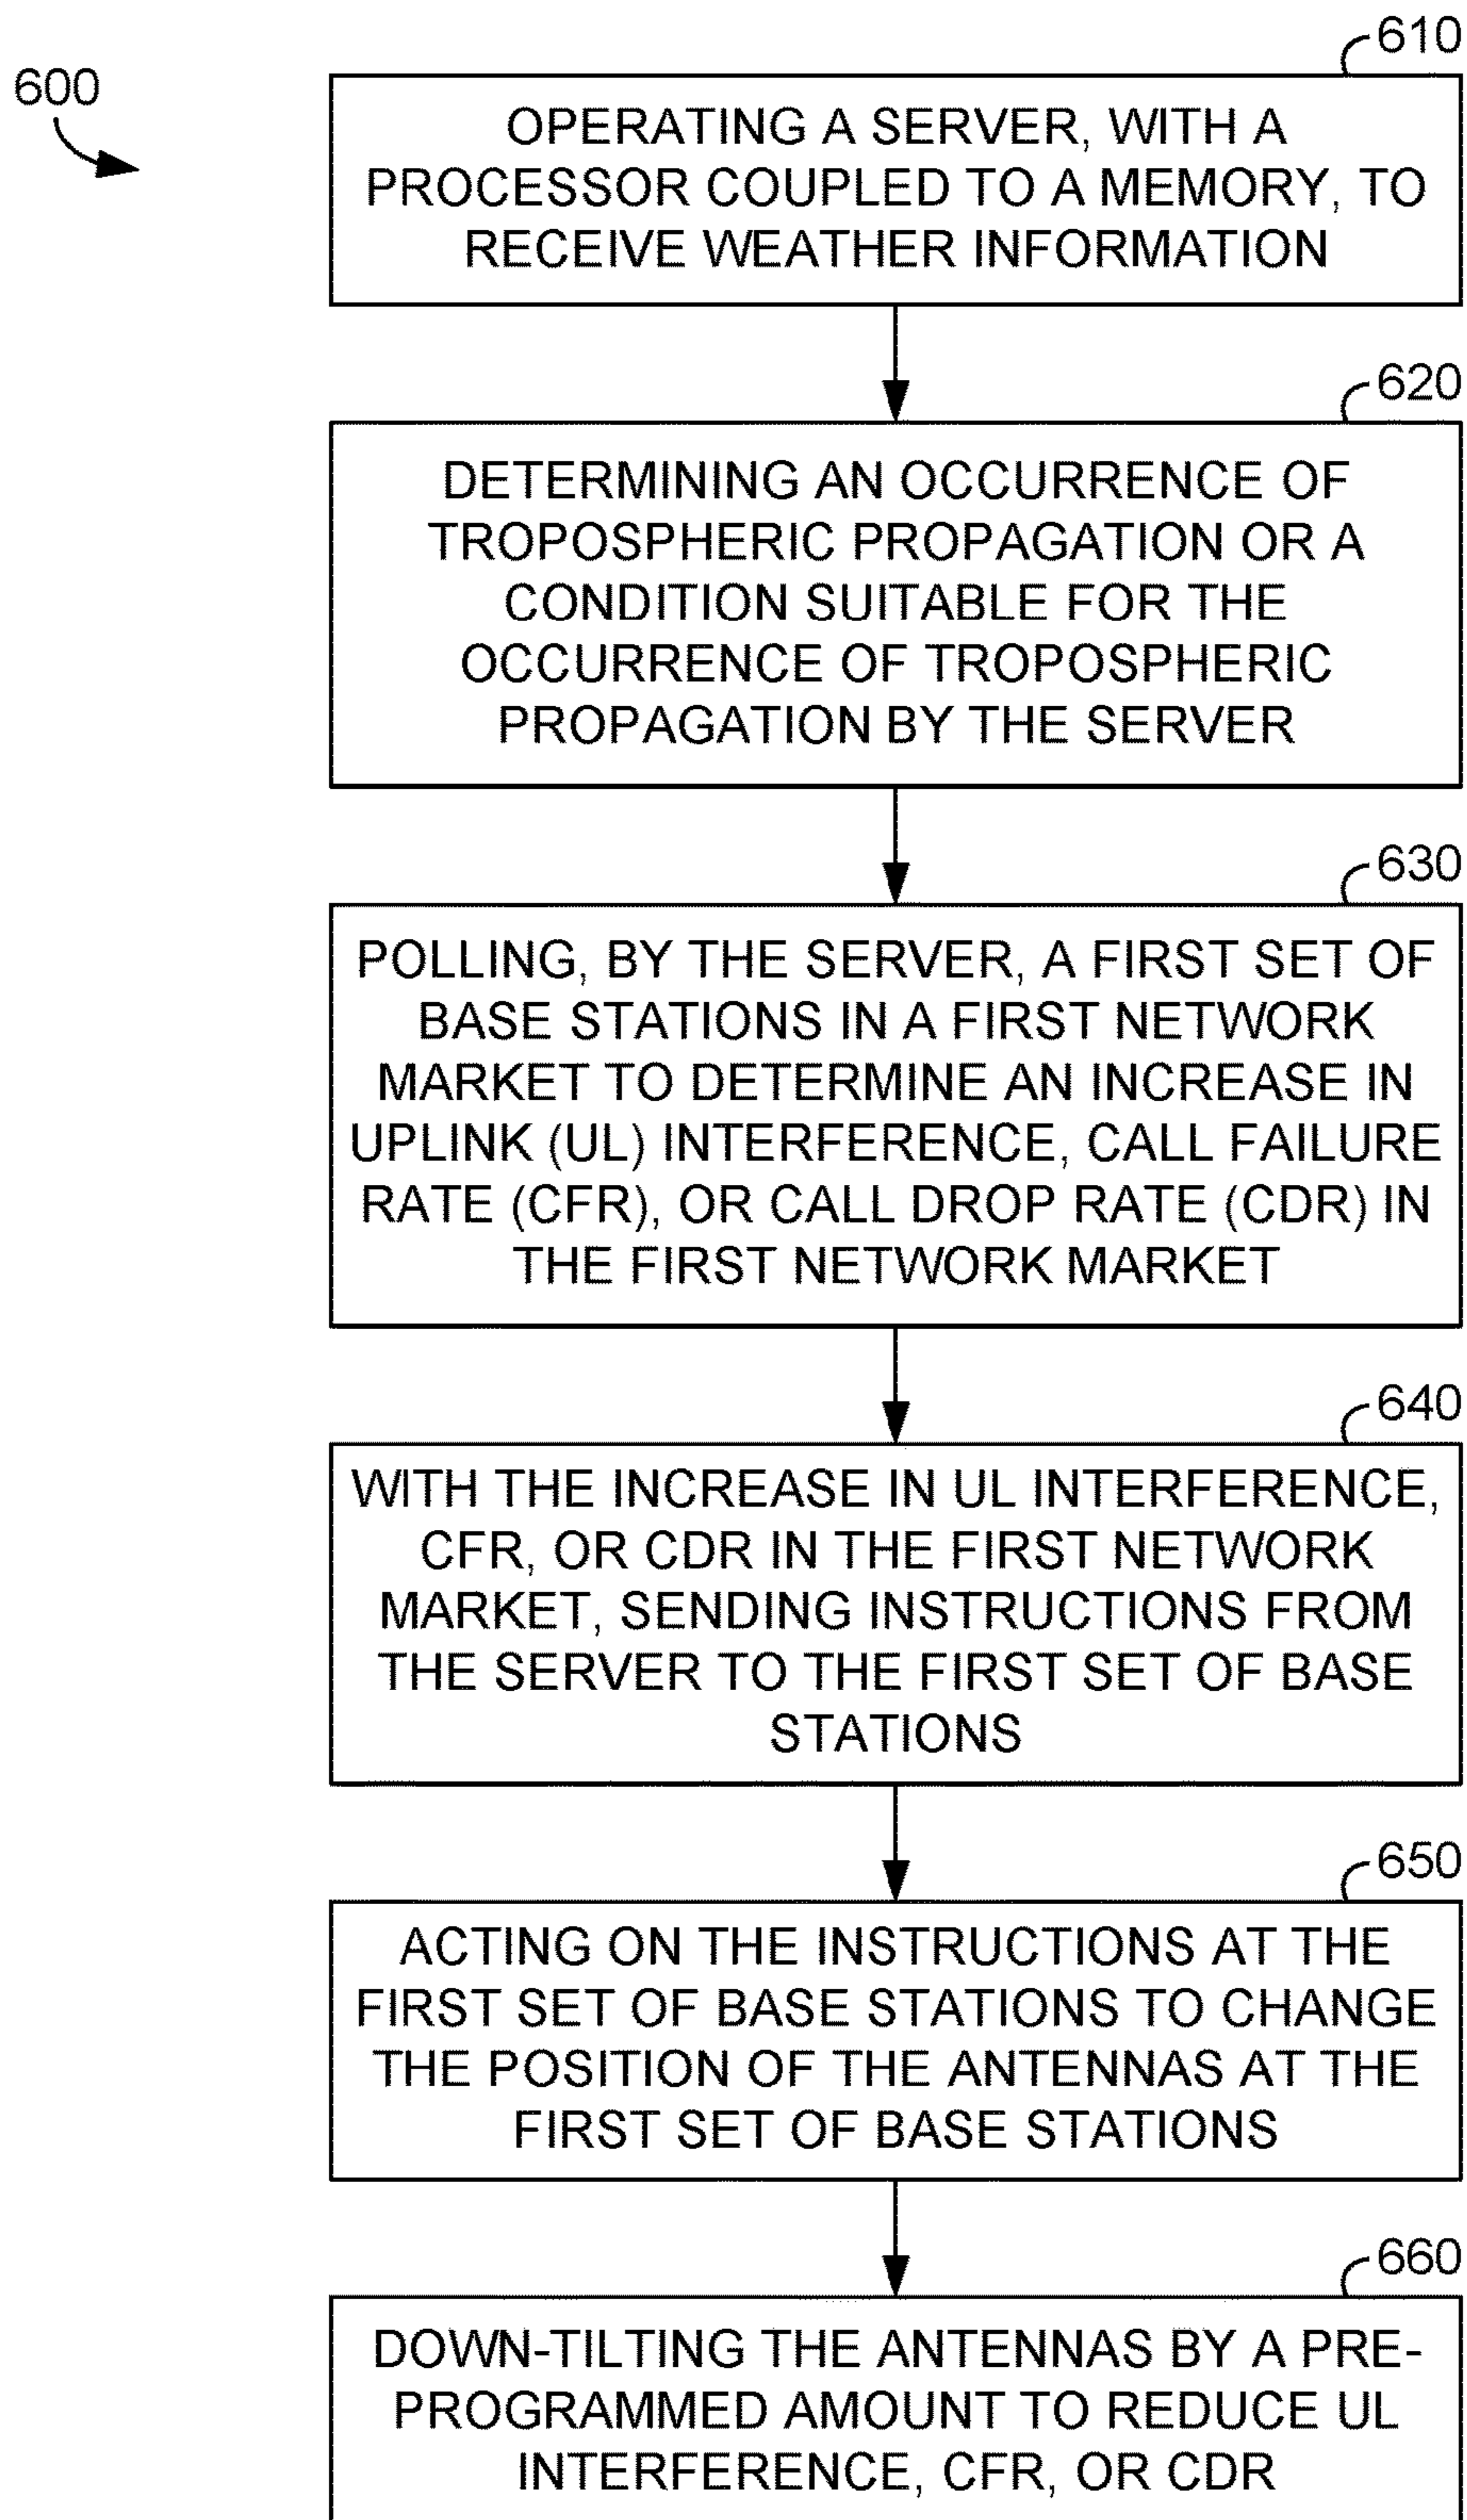 600
610
OPERATING A SERVER, WITH A
PROCESSOR COUPLED TO A MEMORY, TO
RECEIVE WEATHER INFORMATION
620
DETERMINING AN OCCURRENCE OF
TROPOSPHERIC PROPAGATION OR A
CONDITION SUITABLE FOR THE
OCCURRENCE OF TROPOSPHERIC
PROPAGATION BY THE SERVER
630
POLLING, BY THE SERVER, A FIRST SET OF
BASE STATIONS IN A FIRST NETWORK
MARKET TO DETERMINE AN INCREASE IN
UPLINK (UL) INTERFERENCE, CALL FAILURE
RATE (CFR), OR CALL DROP RATE (CDR) IN
THE FIRST NETWORK MARKET
640
WITH THE INCREASE IN UL INTERFERENCE,
CFR, OR CDR IN THE FIRST NETWORK
MARKET, SENDING INSTRUCTIONS FROM
THE SERVER TO THE FIRST SET OF BASE
STATIONS
650
ACTING ON THE INSTRUCTIONS AT THE
FIRST SET OF BASE STATIONS TO CHANGE
THE POSITION OF THE ANTENNAS AT THE
FIRST SET OF BASE STATIONS
660
DOWN-TILTING THE ANTENNAS BY A PRE-
PROGRAMMED AMOUNT TO REDUCE UL
INTERFERENCE, CFR, OR CDR